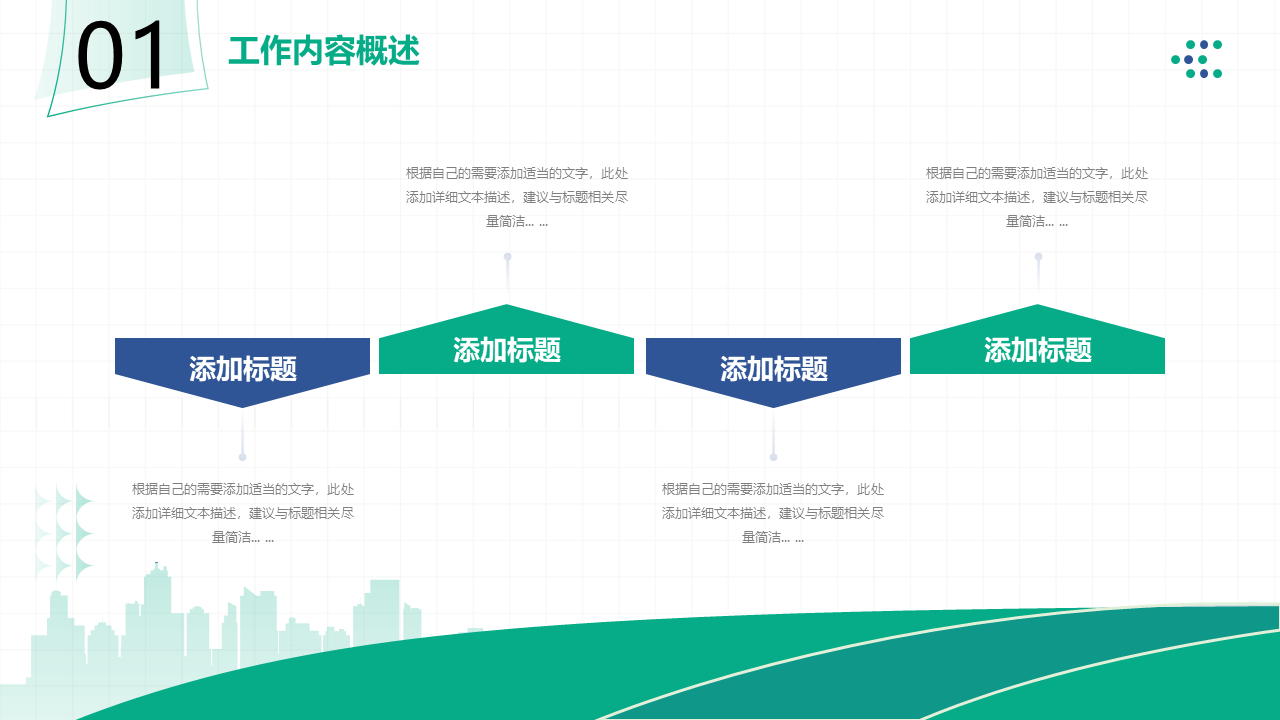 01
工作内容概述
根据自己的需要添加适当的文字，此处
添加详细文本描述，建议与标题相关尽
量简洁... ...
根据自己的需要添加适当的文字，此处
添加详细文本描述，建议与标题相关尽
量简洁... ...
添加标题
添加标题
添加标题
添加标题
根据自己的需要添加适当的文字，此处
添加详细文本描述，建议与标题相关尽
量简洁... ...
根据自己的需要添加适当的文字，此处
添加详细文本描述，建议与标题相关尽
量简洁... ...